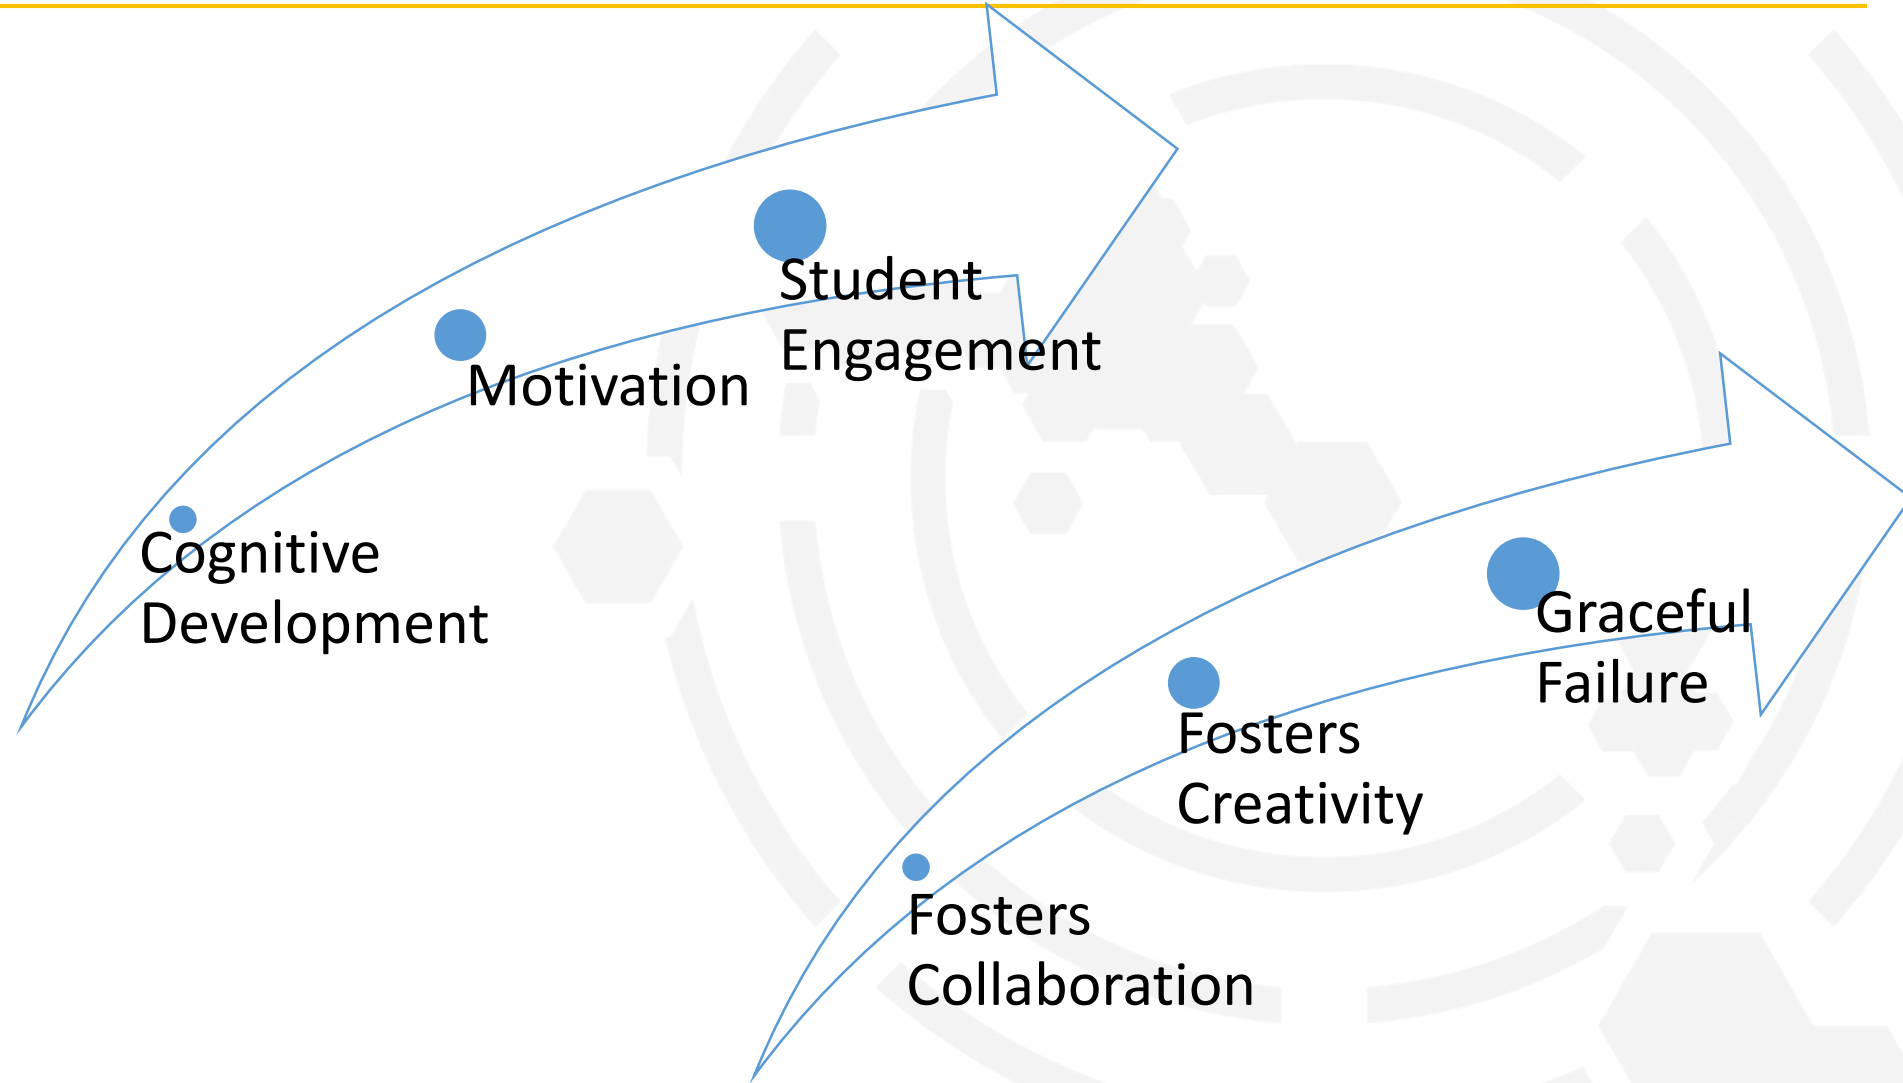 Cognitive
Development
Motivation
Student
Engagement
Fosters
Collaboration
Fosters
Creativity
Graceful
Failure